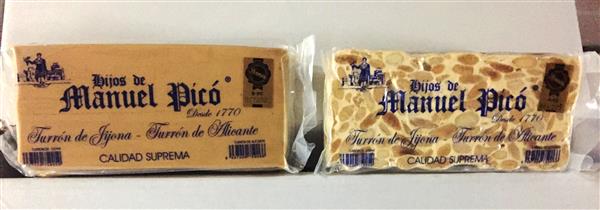 Hijos de
Manuel Picó®
Desde 1770
Turrón de Jijona - Turrón de Alicante
CALIDAD SUPREMA
Hijos de
Manuel Picó®
Desde 1770
Turrón de Jijona - Turrón de Alicante
CALIDAD SUPREMA